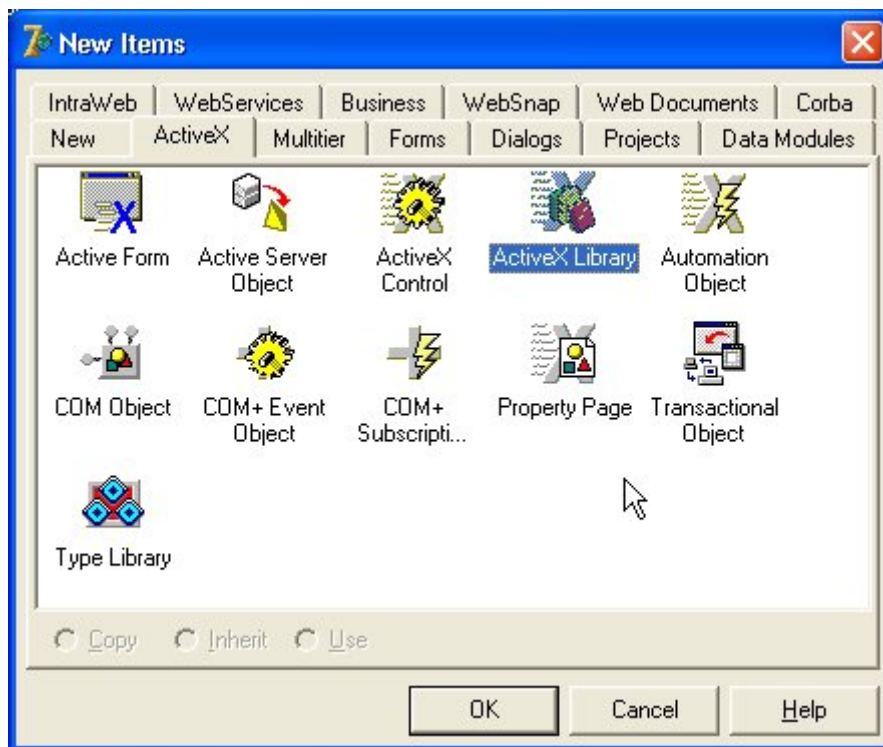 New Items
IntraWeb WebServices Business WebSnap Web Documents Corba
New ActiveX Multitier Forms Dialogs Projects Data Modules
Active Form Active Server ActiveX ActiveX Library Automation
Object Control Object
COM Object COM+ Event COM+ Property Page Transactional
Object Subscripti... Object
Type Library
Copy Inherit Use
OK Cancel Help